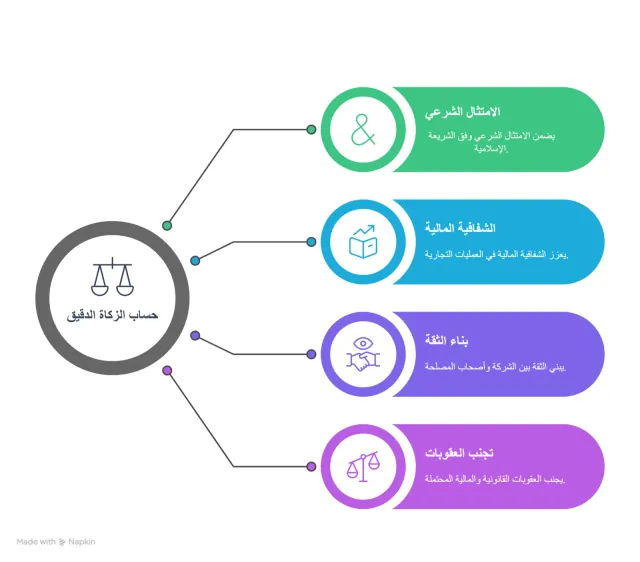 حساب الزكاة الدقيق
الامتثال الشرعي
يضمن الامتثال الشرعي وفق الشريعة
الإسلامية.
الشفافية المالية
يعزز الشفافية المالية في العمليات التجارية.
بناء الثقة
يبني الثقة بين الشركة وأصحاب المصلحة.
تجنب العقوبات
يجنب العقوبات القانونية والمالية المحتملة.
Made with Napkin